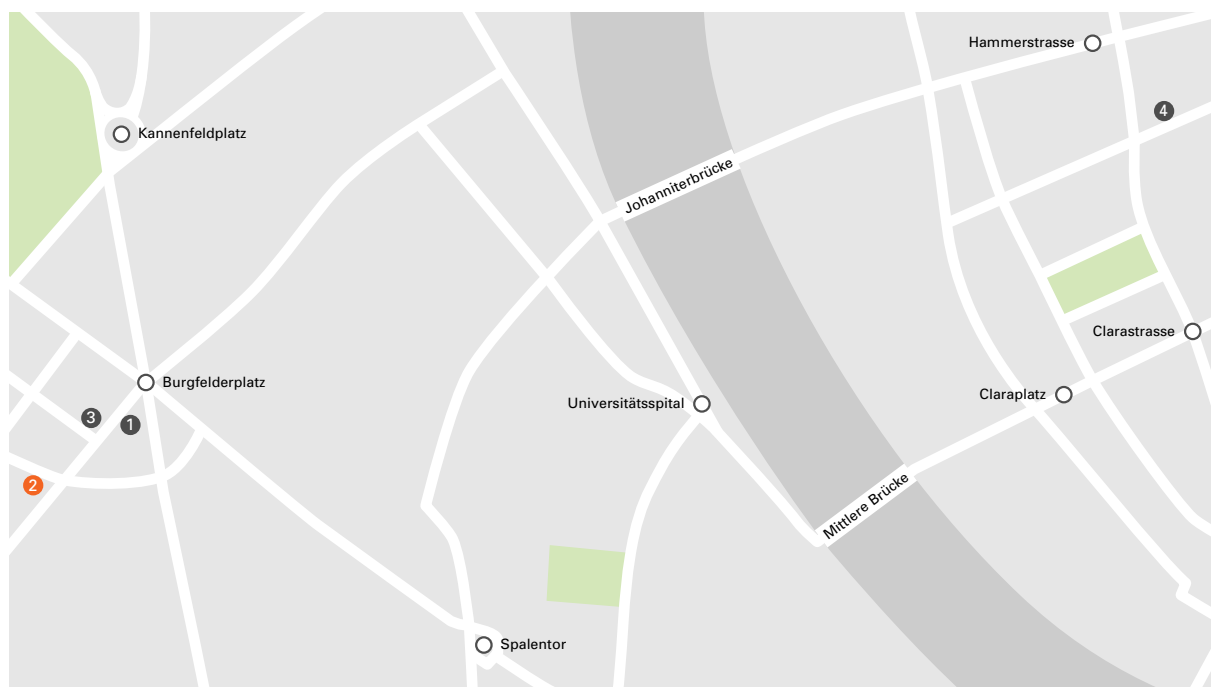 Hammerstrasse
4
Kannenfeldplatz
Johanniterbrücke
Clarastrasse
Burgfelderplatz
Claraplatz
Universitätsspital
3
1
2
Mittlere Brücke
Spalentor